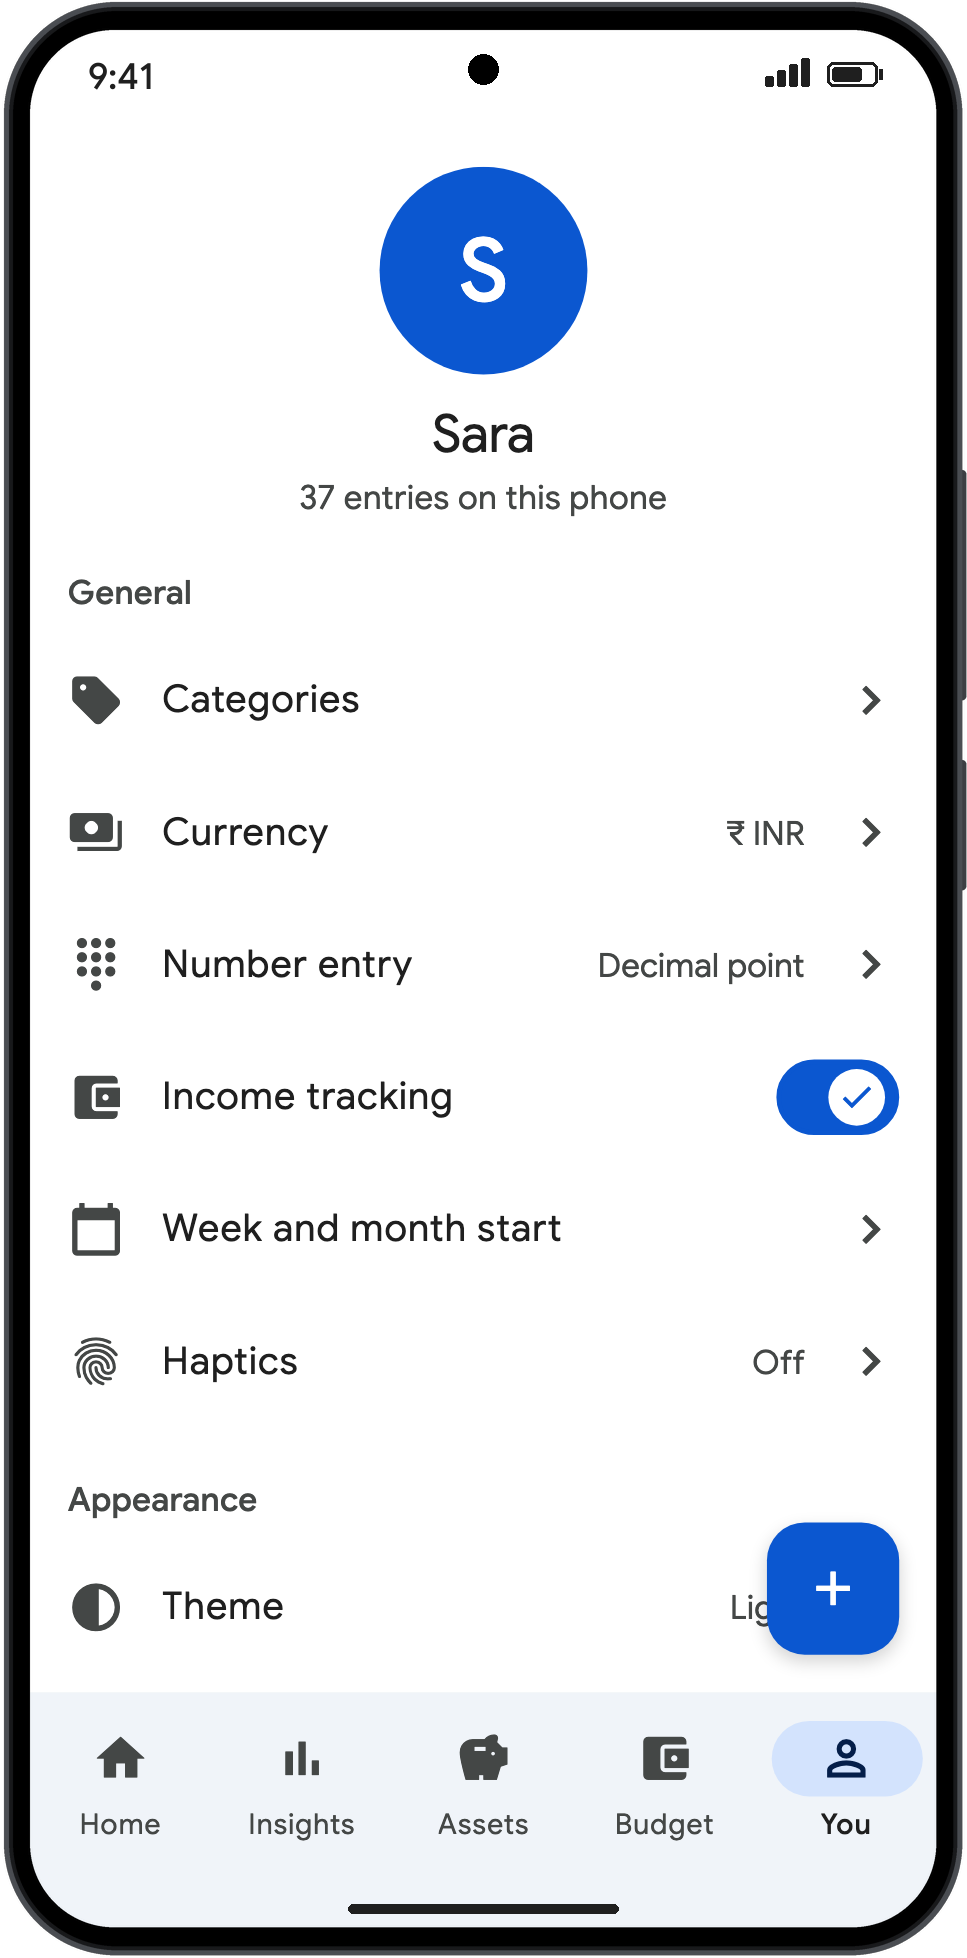 9:41
S
Sara
37 entries on this phone
General
Categories
Currency ₹ INR
Number entry Decimal point
Income tracking
Week and month start
Haptics Off
Appearance
Theme
Home Insights Assets Budget You